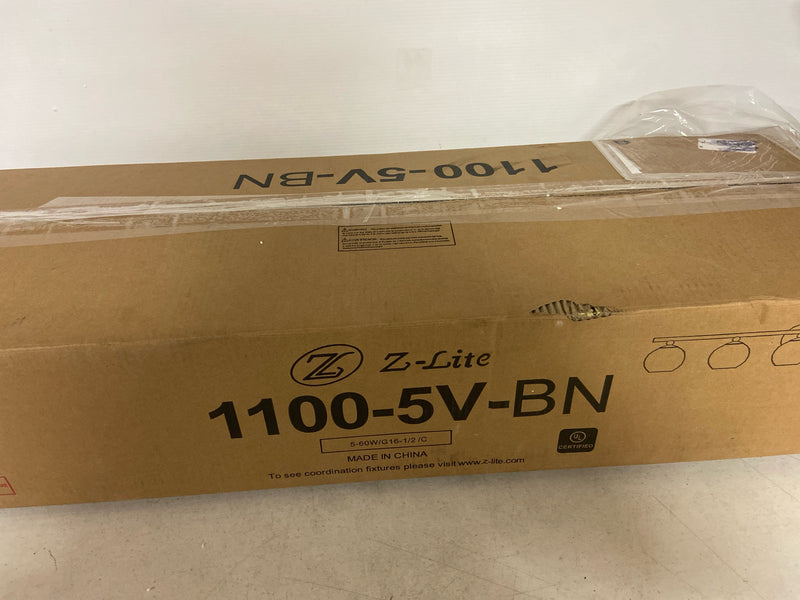 1100-5V-BN
Z-Lite
1100-5V-BN
5-60W/G16-1/2 /C
UL
CERTIFIED
MADE IN CHINA
To see coordination fixtures please visit www.z-lite.com